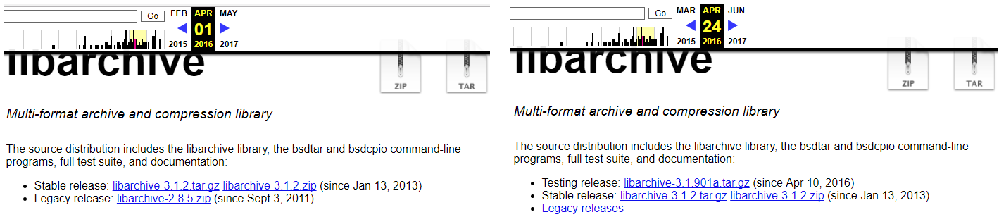 Go
FEB APR MAY
01
2015 2016 2017
libarchive
ZIP TAR
Multi-format archive and compression library
The source distribution includes the libarchive library, the bsdtar and bsdcpio command-line
programs, full test suite, and documentation:
• Stable release: libarchive-3.1.2.tar.gz libarchive-3.1.2.zip (since Jan 13, 2013)
• Legacy release: libarchive-2.8.5.zip (since Sept 3, 2011)
Go
MAR APR JUN
24
2015 2016 2017
libarchive
ZIP TAR
Multi-format archive and compression library
The source distribution includes the libarchive library, the bsdtar and bsdcpio command-line
programs, full test suite, and documentation:
• Testing release: libarchive-3.1.901a.tar.gz (since Apr 10, 2016)
• Stable release: libarchive-3.1.2.tar.gz libarchive-3.1.2.zip (since Jan 13, 2013)
• Legacy releases